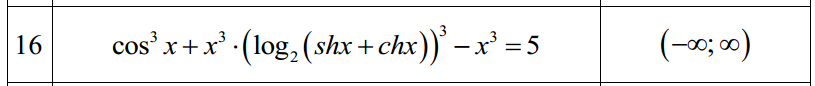 16 cos³ x + x³ · (log₂(shx + chx))³ − x³ = 5 (−∞; ∞)